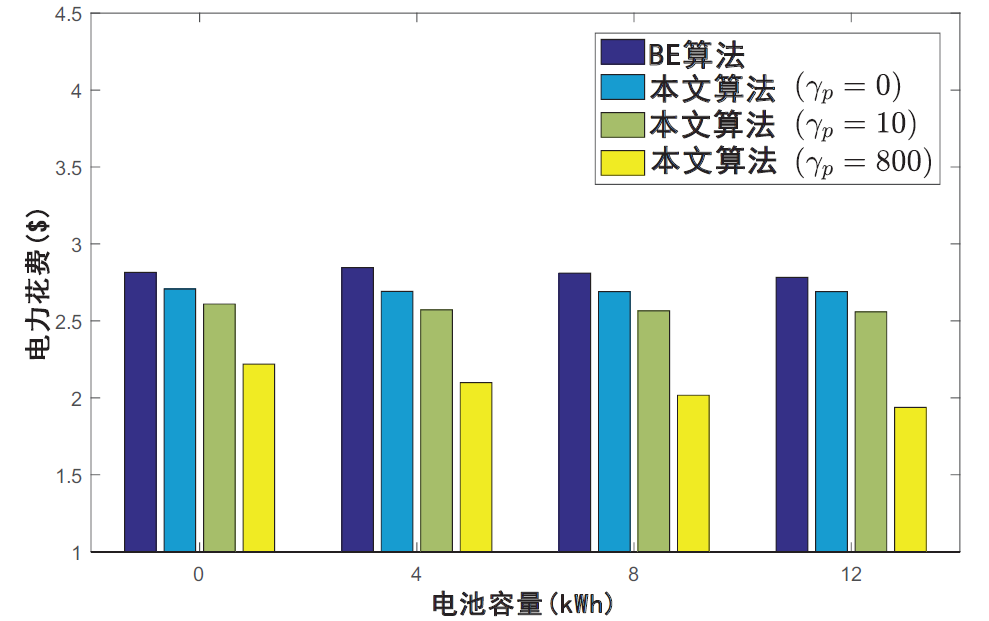 4.5
4
3.5
3
2.5
2
1.5
1
电力花费($)
BE算法
本文算法 (γp = 0)
本文算法 (γp = 10)
本文算法 (γp = 800)
0 4 8 12
电池容量(kWh)